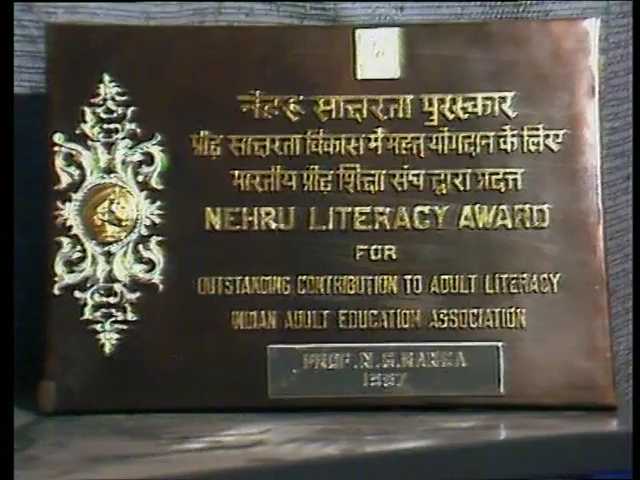 नेहरू साक्षरता पुरस्कार
प्रौढ़ साक्षरता विकास में महत् योगदान के लिए
भारतीय प्रौढ़ शिक्षा संघ द्वारा प्रदत्त
NEHRU LITERACY AWARD
FOR
OUTSTANDING CONTRIBUTION TO ADULT LITERACY
INDIAN ADULT EDUCATION ASSOCIATION
PROF. N.